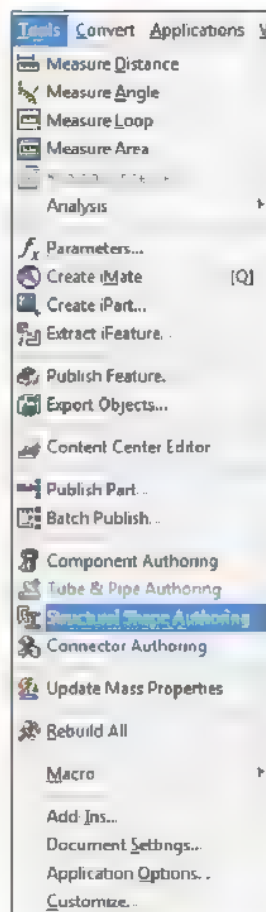 Tools Convert Applications
Measure Distance
Measure Angle
Measure Loop
Measure Area
Analysis
fx Parameters...
Create iMate [Q]
Create iPart...
Extract iFeature...
Publish Feature.
Export Objects...
Content Center Editor
Publish Part...
Batch Publish...
Component Authoring
Tube & Pipe Authoring
Structural Shape Authoring
Connector Authoring
Update Mass Properties
Rebuild All
Macro
Add-Ins...
Document Settings...
Application Options...
Customize...